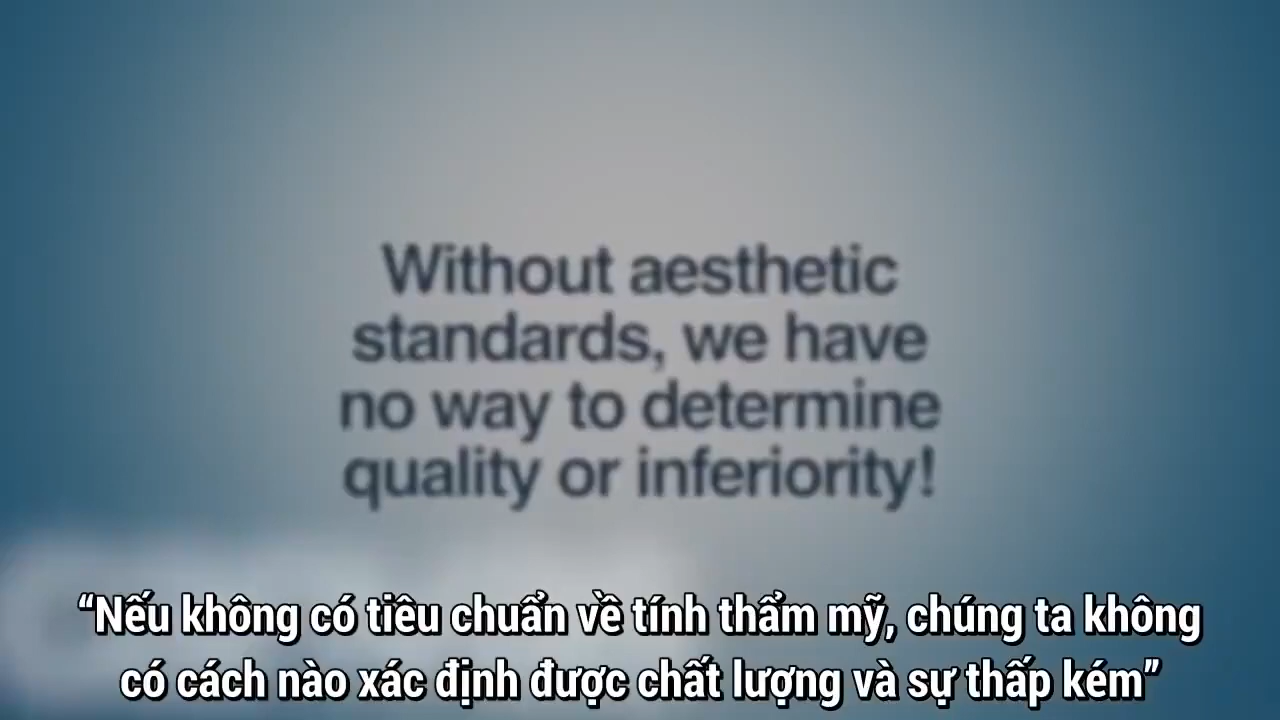 Without aesthetic
standards, we have
no way to determine
quality or inferiority!
“Nếu không có tiêu chuẩn về tính thẩm mỹ, chúng ta không
có cách nào xác định được chất lượng và sự thấp kém”